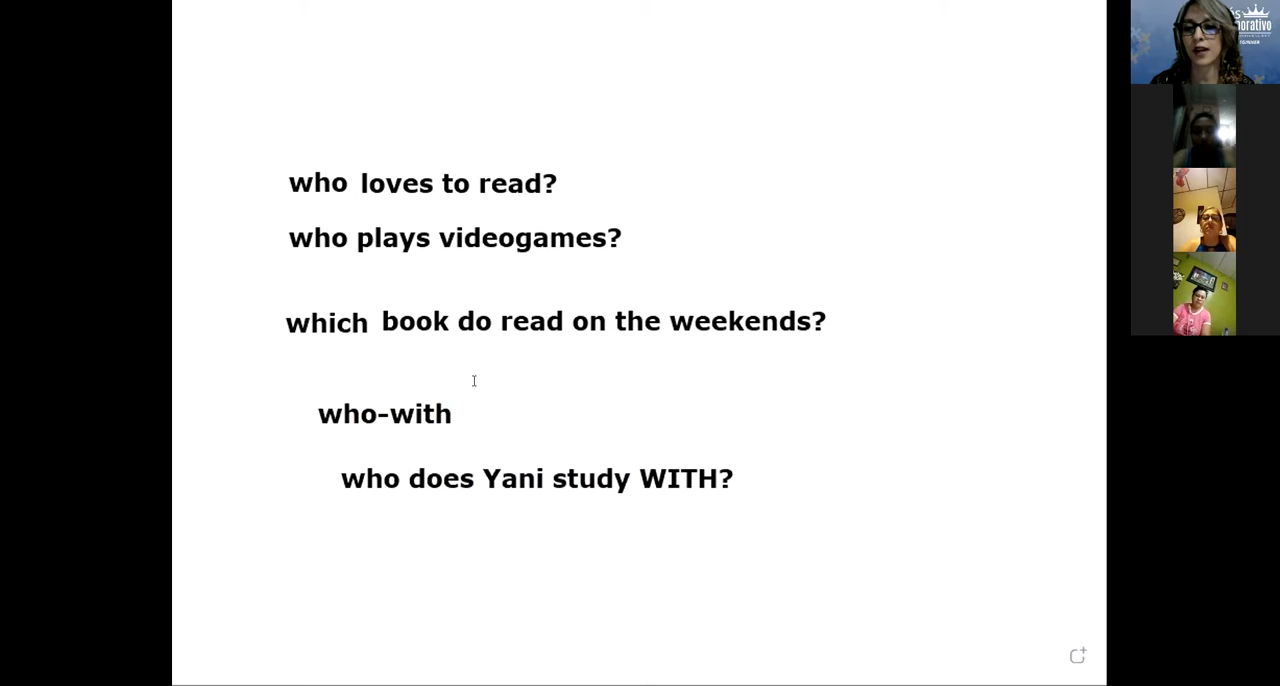 who loves to read?
who plays videogames?
which book do read on the weekends?
who-with
who does Yani study WITH?